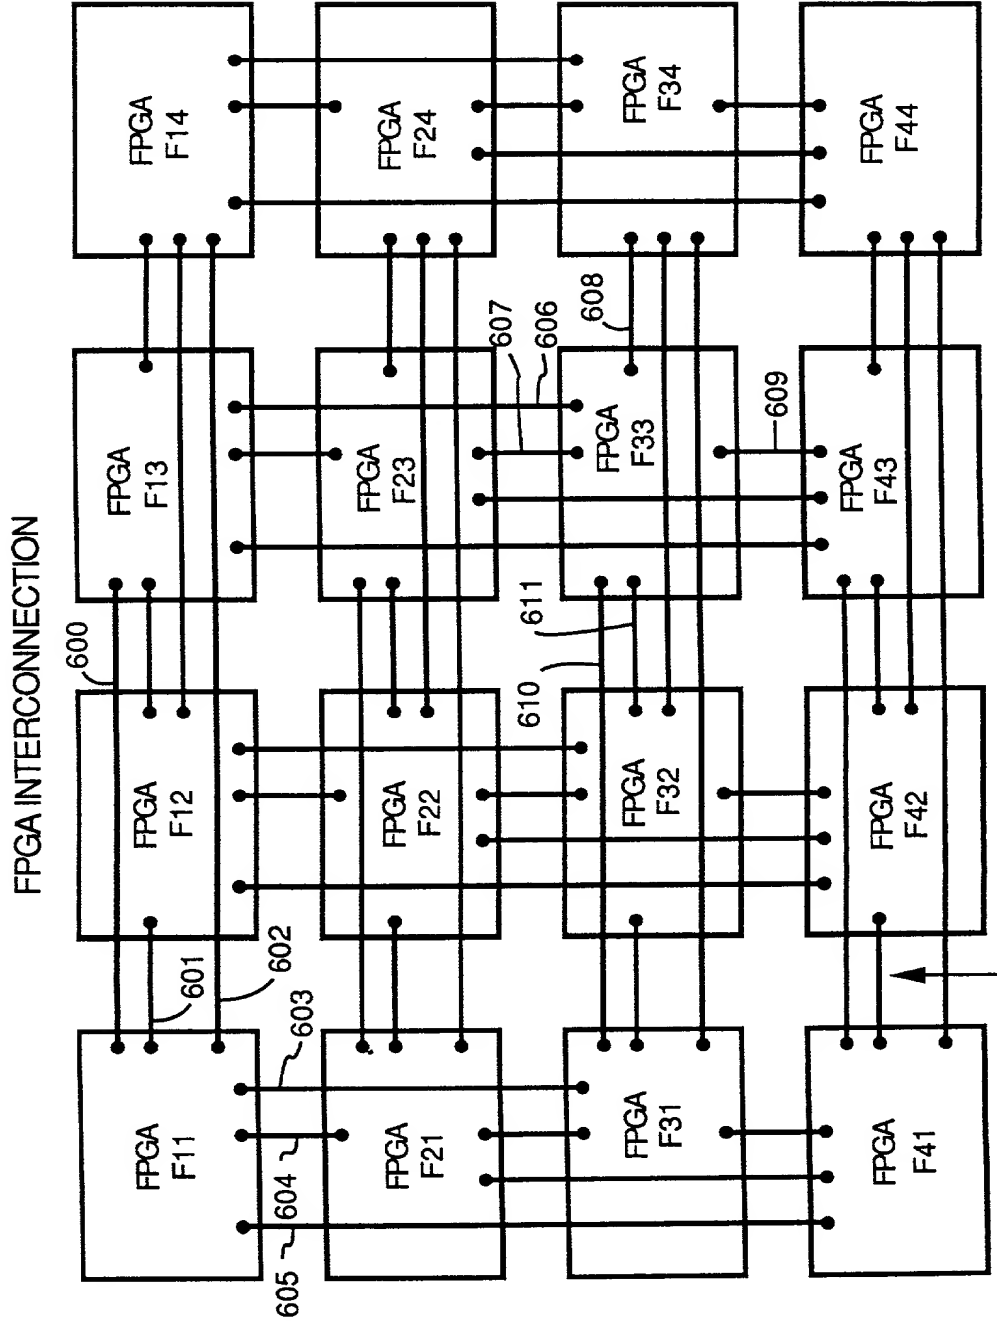 FPGA INTERCONNECTION
600
FPGA
F11
FPGA
F12
FPGA
F13
FPGA
F14
601
602
605
604
603
FPGA
F21
FPGA
F22
FPGA
F23
FPGA
F24
607
606
610
611
608
FPGA
F31
FPGA
F32
FPGA
F33
FPGA
F34
609
FPGA
F41
FPGA
F42
FPGA
F43
FPGA
F44